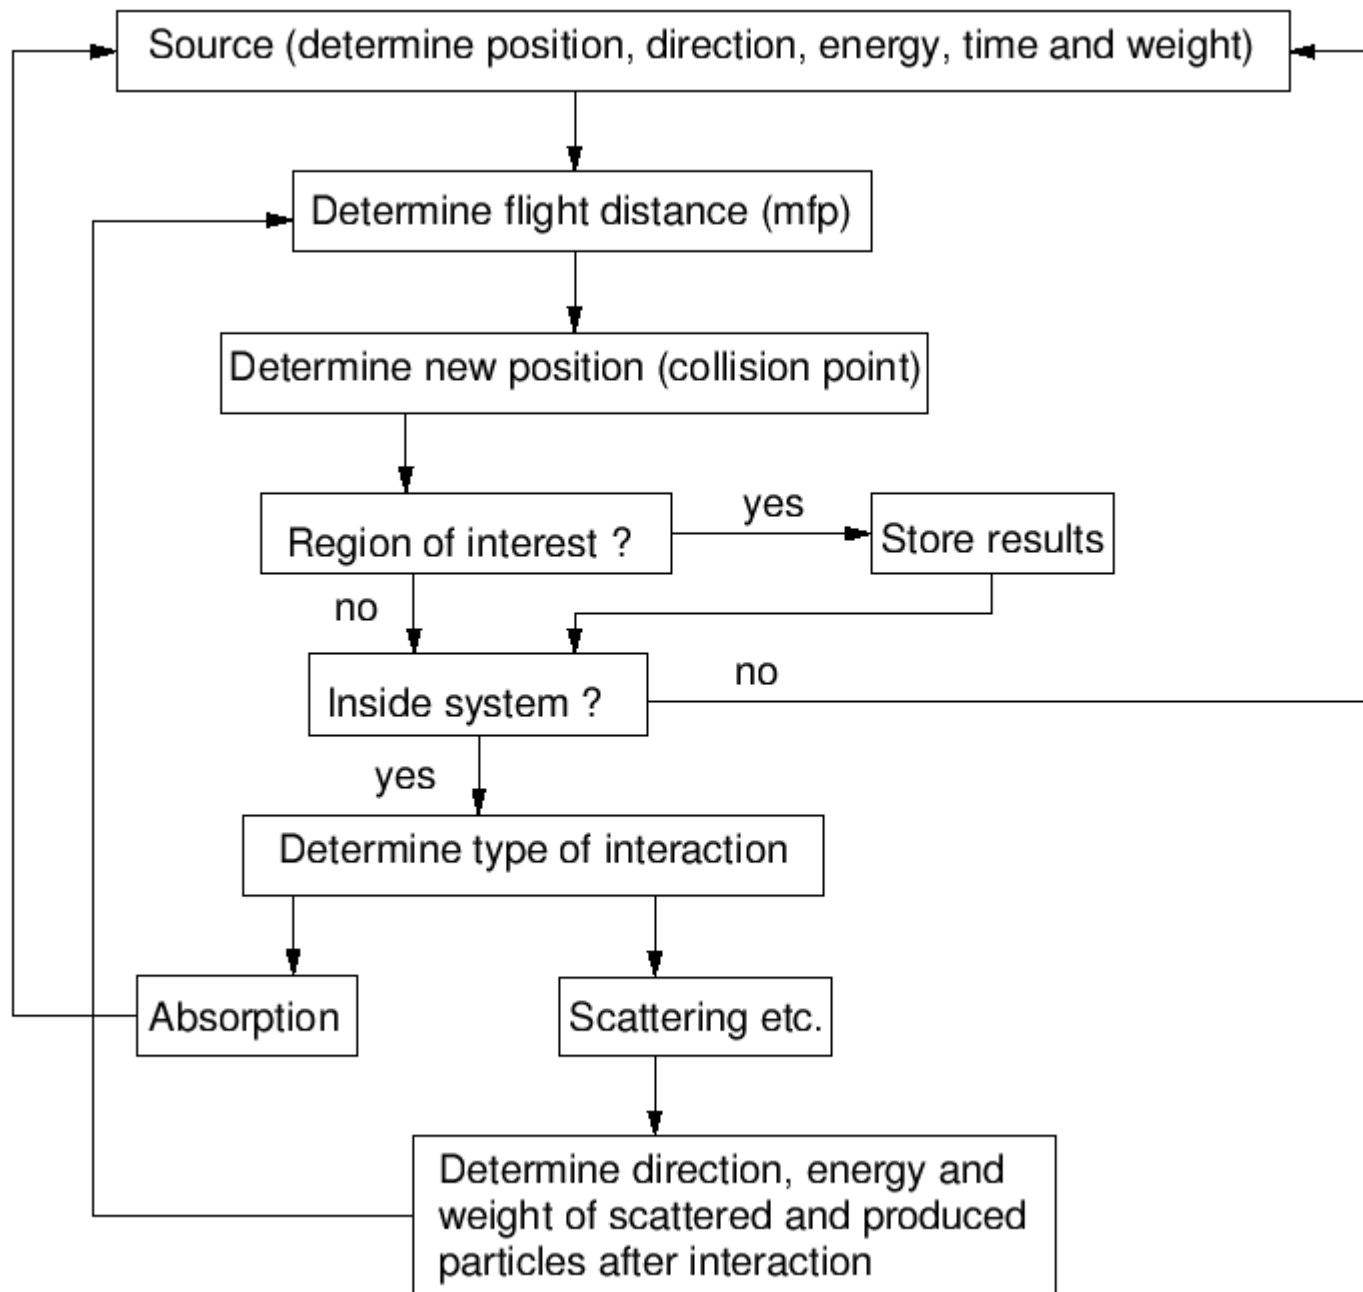 Source (determine position, direction, energy, time and weight)
Determine flight distance (mfp)
Determine new position (collision point)
Region of interest ?
yes
Store results
no
Inside system ?
no
yes
Determine type of interaction
Absorption
Scattering etc.
Determine direction, energy and
weight of scattered and produced
particles after interaction